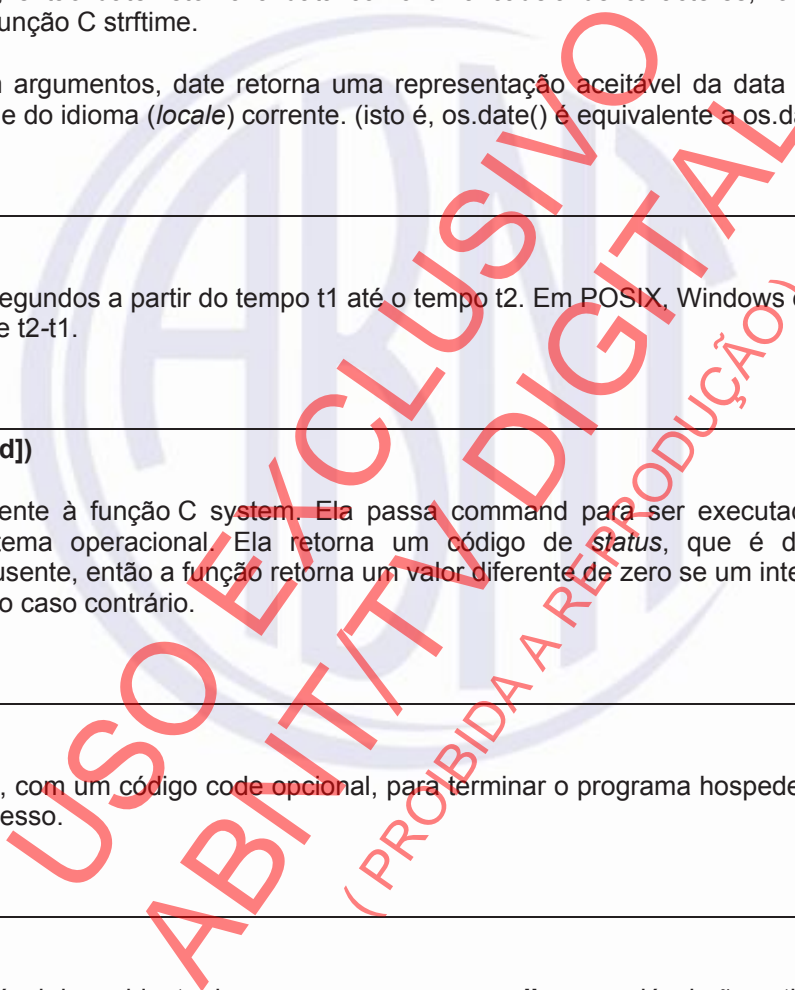 unção C strftime.
argumentos, date retorna uma representação aceitável da data
e do idioma (locale) corrente. (isto é, os.date() é equivalente a os.da
egundos a partir do tempo t1 até o tempo t2. Em POSIX, Windows
e t2-t1.
d])
ente à função C system. Ela passa command para ser executad
tema operacional. Ela retorna um código de status, que é d
usente, então a função retorna um valor diferente de zero se um inte
o caso contrário.
, com um código code opcional, para terminar o programa hospede
esso.
ABNT
USO EXCLUSIVO
ABNT/TV DIGITAL
( PROIBIDA A REPRODUÇÃO )